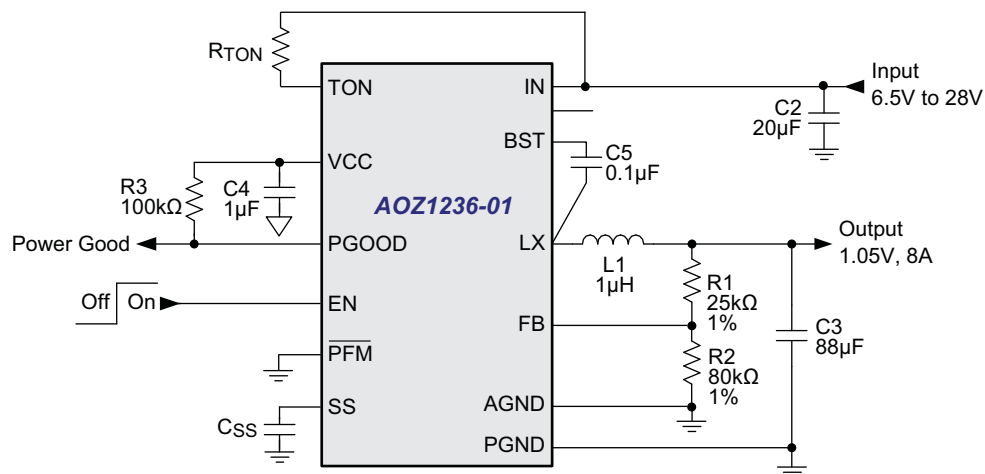 RTON
TON
IN
Input
6.5V to 28V
C2
20µF
BST
C5
0.1µF
VCC
R3
100kΩ
C4
1µF
AOZ1236-01
Power Good
PGOOD
LX
L1
1µH
Output
1.05V, 8A
Off
On
EN
R1
25kΩ
1%
FB
C3
88µF
PFM
R2
80kΩ
1%
SS
CSS
AGND
PGND